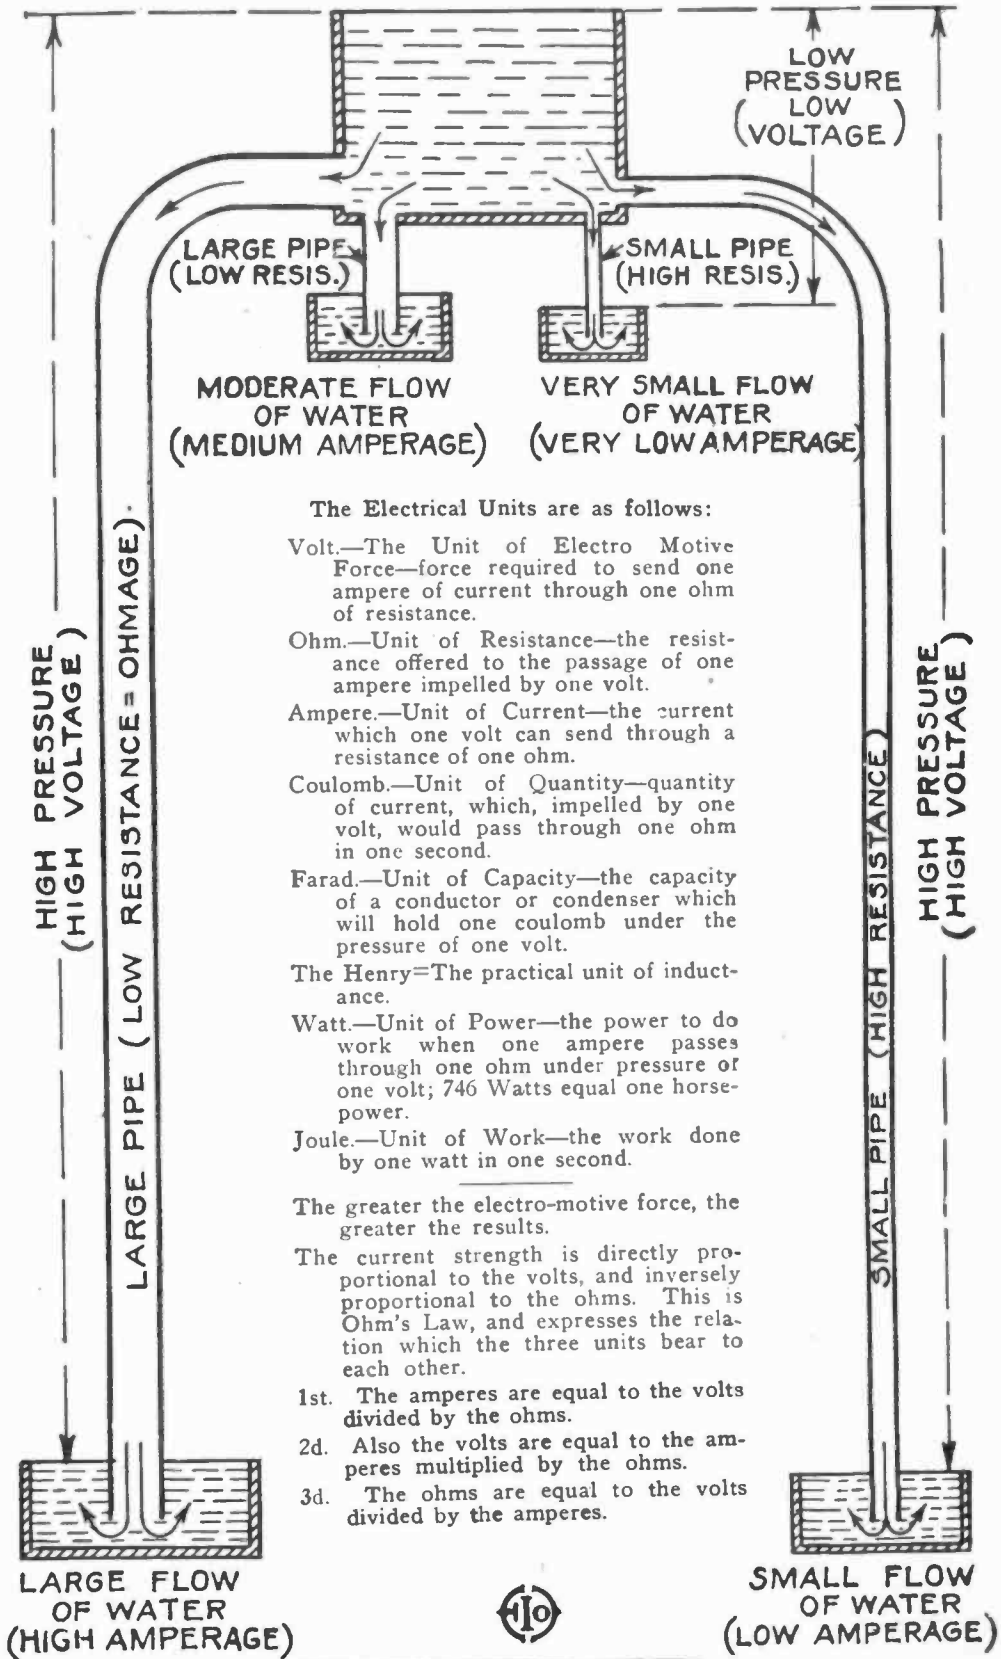 LOW
PRESSURE
LOW
(VOLTAGE)
LARGE PIPE
(LOW RESIS.)
SMALL PIPE
(HIGH RESIS.)
MODERATE FLOW
OF WATER
(MEDIUM AMPERAGE)
VERY SMALL FLOW
OF WATER
(VERY LOW AMPERAGE)
HIGH PRESSURE
(HIGH VOLTAGE)
LARGE PIPE (LOW RESISTANCE=OHMAGE).
The Electrical Units are as follows:
Volt.—The Unit of Electro Motive
Force—force required to send one
ampere of current through one ohm
of resistance.
Ohm.—Unit of Resistance—the resist-
ance offered to the passage of one
ampere impelled by one volt.
Ampere.—Unit of Current—the current
which one volt can send through a
resistance of one ohm.
Coulomb.—Unit of Quantity—quantity
of current, which, impelled by one
volt, would pass through one ohm
in one second.
Farad.—Unit of Capacity—the capacity
of a conductor or condenser which
will hold one coulomb under the
pressure of one volt.
The Henry=The practical unit of induct-
ance.
Watt.—Unit of Power—the power to do
work when one ampere passes
through one ohm under pressure of
one volt; 746 Watts equal one horse-
power.
Joule.—Unit of Work—the work done
by one watt in one second.
The greater the electro-motive force, the
greater the results.
The current strength is directly pro-
portional to the volts, and inversely
proportional to the ohms. This is
Ohm's Law, and expresses the rela-
tion which the three units bear to
each other.
1st. The amperes are equal to the volts
divided by the ohms.
2d. Also the volts are equal to the am-
peres multiplied by the ohms.
3d. The ohms are equal to the volts
divided by the amperes.
SMALL PIPE (HIGH RESISTANCE)
HIGH PRESSURE
(HIGH VOLTAGE)
LARGE FLOW
OF WATER
(HIGH AMPERAGE)
SMALL FLOW
OF WATER
(LOW AMPERAGE)